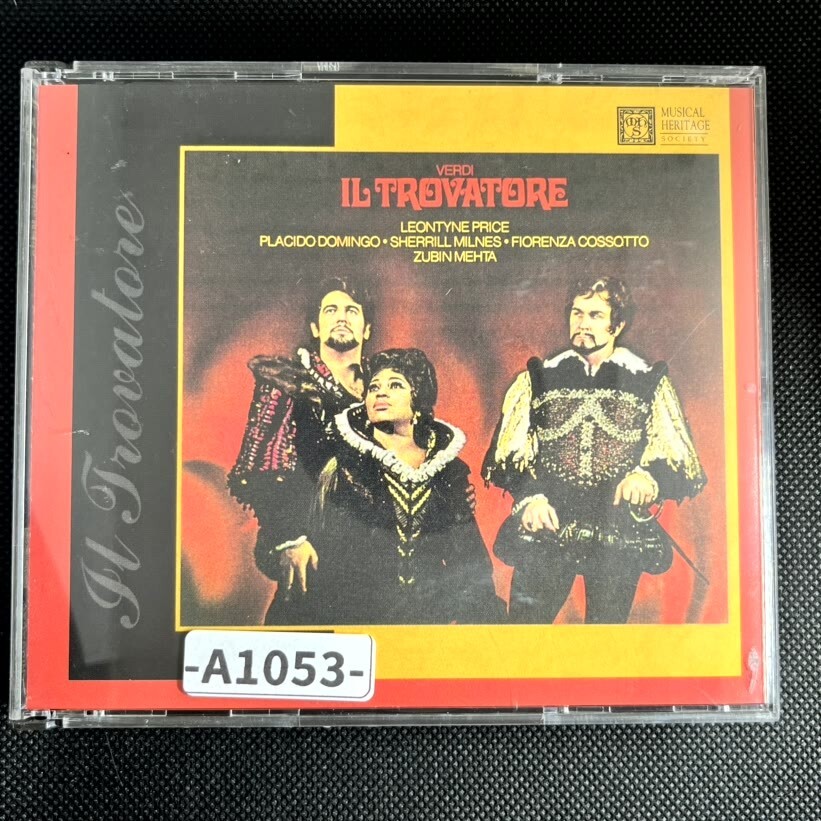 MUSICAL
HERITAGE
SOCIETY
MHS
VERDI
IL TROVATORE
LEONTYNE PRICE
PLACIDO DOMINGO • SHERRILL MILNES • FIORENZA COSSOTTO
ZUBIN MEHTA
Il Trovatore
-A1053-